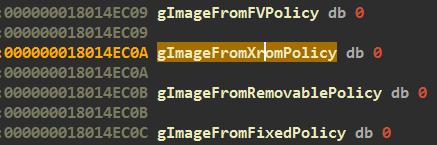 :000000018014EC09 gImageFromFVPolicy db 0
:000000018014EC09
:000000018014EC0A gImageFromXromPolicy db 0
:000000018014EC0A
:000000018014EC0B gImageFromRemovablePolicy db 0
:000000018014EC0B
:000000018014EC0C gImageFromFixedPolicy db 0